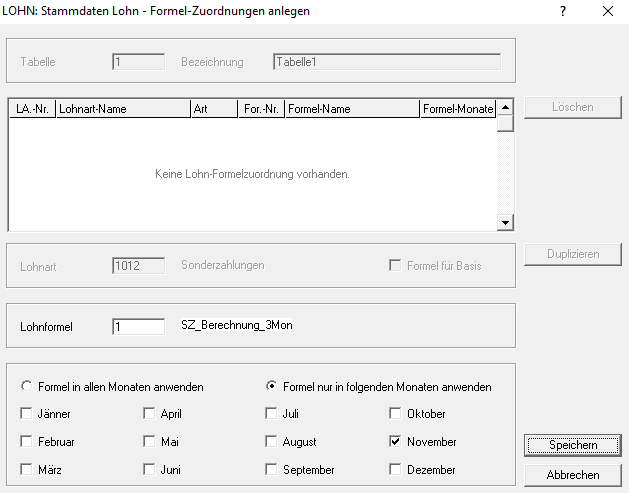 LOHN: Stammdaten Lohn - Formel-Zuordnungen anlegen ?
Tabelle 1 Bezeichnung Tabelle1
LA.-Nr. Lohnart-Name Art For.-Nr. Formel-Name Formel-Monate
Löschen
Keine Lohn-Formelzuordnung vorhanden.
Duplizieren
Lohnart 1012 Sonderzahlungen Formel für Basis
Lohnformel 1 SZ_Berechnung_3Mon
Formel in allen Monaten anwenden Formel nur in folgenden Monaten anwenden
Jänner April Juli Oktober
Februar Mai August November
Speichern
März Juni September Dezember
Abbrechen